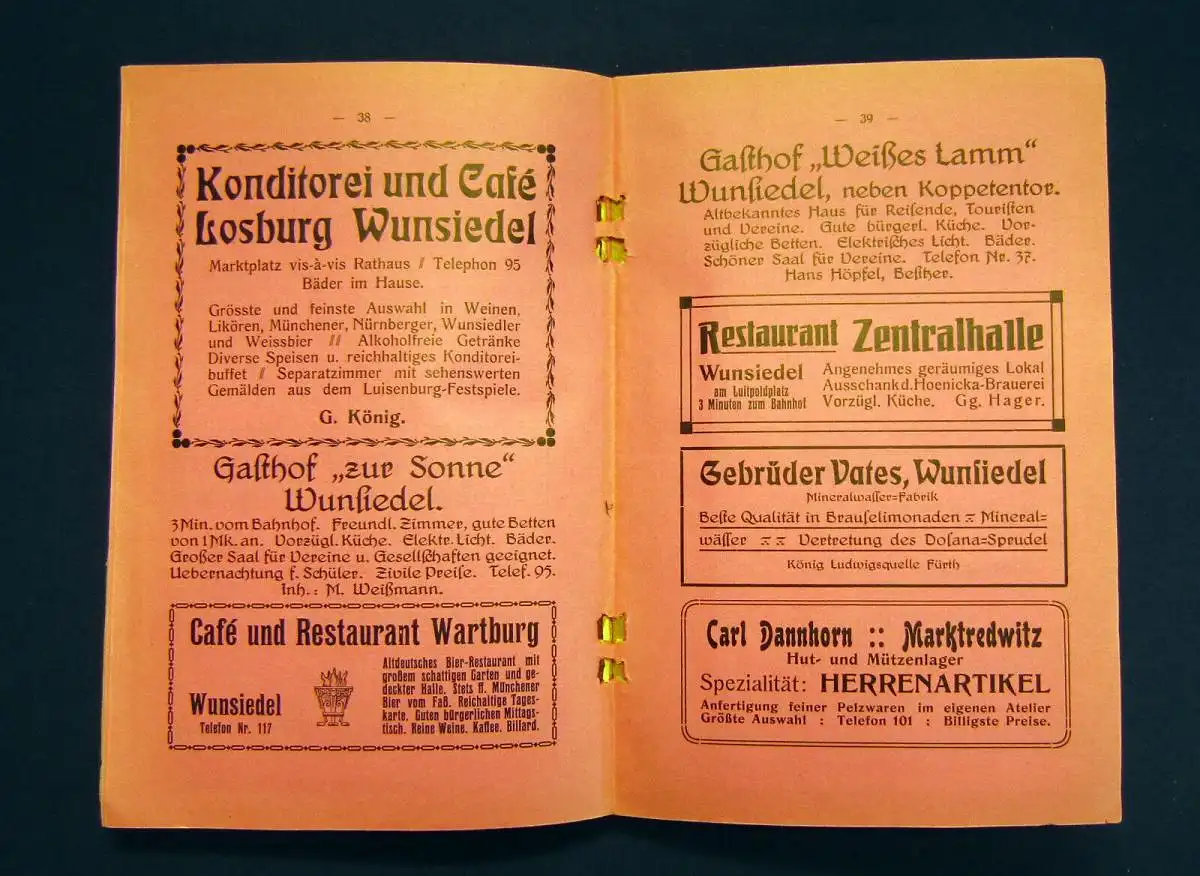 — 38 —
Konditorei und Café
Losburg Wunsiedel
Marktplatz vis-à-vis Rathaus // Telephon 95
Bäder im Hause.
Grösste und feinste Auswahl in Weinen,
Likören, Münchener, Nürnberger, Wunsiedler
und Weissbier // Alkoholfreie Getränke
Diverse Speisen u. reichhaltiges Konditorei-
buffet // Separatzimmer mit sehenswerten
Gemälden aus dem Luisenburg-Festspiele.
G. König.
Gaſthof „zur Sonne“
Wunſiedel.
3 Min. vom Bahnhof. Freundl. Zimmer, gute Betten
von 1 Mk. an. Vorzügl. Küche. Elektr. Licht. Bäder.
Großer Saal für Vereine u. Geſellſchaften geeignet.
Uebernachtung f. Schüler. Zivile Preiſe. Telef. 95.
Inh.: M. Weißmann.
Café und Restaurant Wartburg
Wunsiedel
Telefon Nr. 117
Altdeutsches Bier-Restaurant mit
großem schattigen Garten und ge-
deckter Halle. Stets ff. Münchener
Bier vom Faß. Reichaltige Tages-
karte. Guten bürgerlichen Mittags-
tisch. Reine Weine. Kaffee. Billard.
— 39 —
Gaſthof „Weißes Lamm“
Wunſiedel, neben Koppetentor.
Altbekanntes Haus für Reiſende, Touriſten
und Vereine. Gute bürgerl. Küche. Vor-
zügliche Betten. Elektriſches Licht. Bäder.
Schöner Saal für Vereine. Telefon Nr. 37.
Hans Höpfel, Beſitzer.
Restaurant Zentralhalle
Wunsiedel
am Luitpoldplatz
3 Minuten zum Bahnhof
Angenehmes geräumiges Lokal
Ausschank d. Hoenicka-Brauerei
Vorzügl. Küche. Gg. Hager.
Gebrüder Vates, Wunſiedel
Mineralwaſſer=Fabrik
Beſte Qualität in Brauſelimonaden :: Mineral=
wäſſer :: :: Vertretung des Doſana=Sprudel
König Ludwigsquelle Fürth
Carl Dannhorn :: Marktredwitz
Hut- und Mützenlager
Spezialität: HERRENARTIKEL
Anfertigung feiner Pelzwaren im eigenen Atelier
Größte Auswahl : Telefon 101 : Billigste Preise.